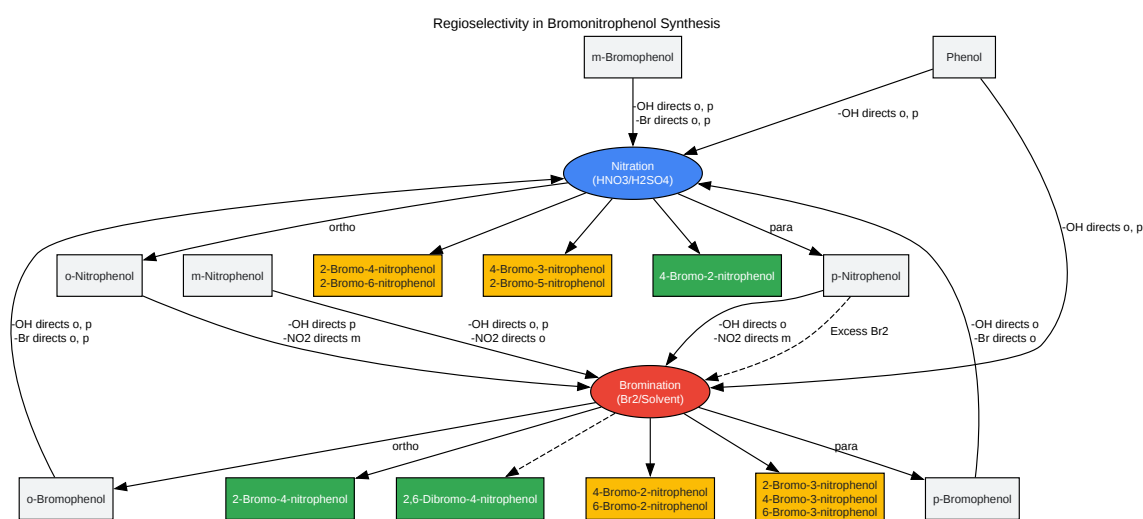 Regioselectivity in Bromonitrophenol Synthesis
m-Bromophenol
Phenol
-OH directs o, p
-Br directs o, p
-OH directs o, p
Nitration
(HNO3/H2SO4)
ortho
para
-OH directs o, p
o-Nitrophenol
m-Nitrophenol
2-Bromo-4-nitrophenol
2-Bromo-6-nitrophenol
4-Bromo-3-nitrophenol
2-Bromo-5-nitrophenol
4-Bromo-2-nitrophenol
p-Nitrophenol
-OH directs o, p
-Br directs o, p
-OH directs p
-NO2 directs m
-OH directs o, p
-NO2 directs o
-OH directs o
-NO2 directs m
Excess Br2
-OH directs o
-Br directs o
Bromination
(Br2/Solvent)
ortho
para
o-Bromophenol
2-Bromo-4-nitrophenol
2,6-Dibromo-4-nitrophenol
4-Bromo-2-nitrophenol
6-Bromo-2-nitrophenol
2-Bromo-3-nitrophenol
4-Bromo-3-nitrophenol
6-Bromo-3-nitrophenol
p-Bromophenol